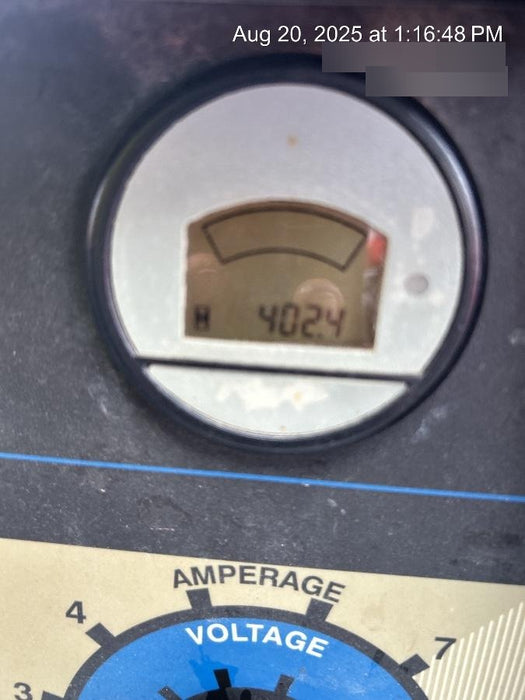 Aug 20, 2025 at 1:16:48 PM
H 402.4
AMPERAGE
VOLTAGE
4
7
3